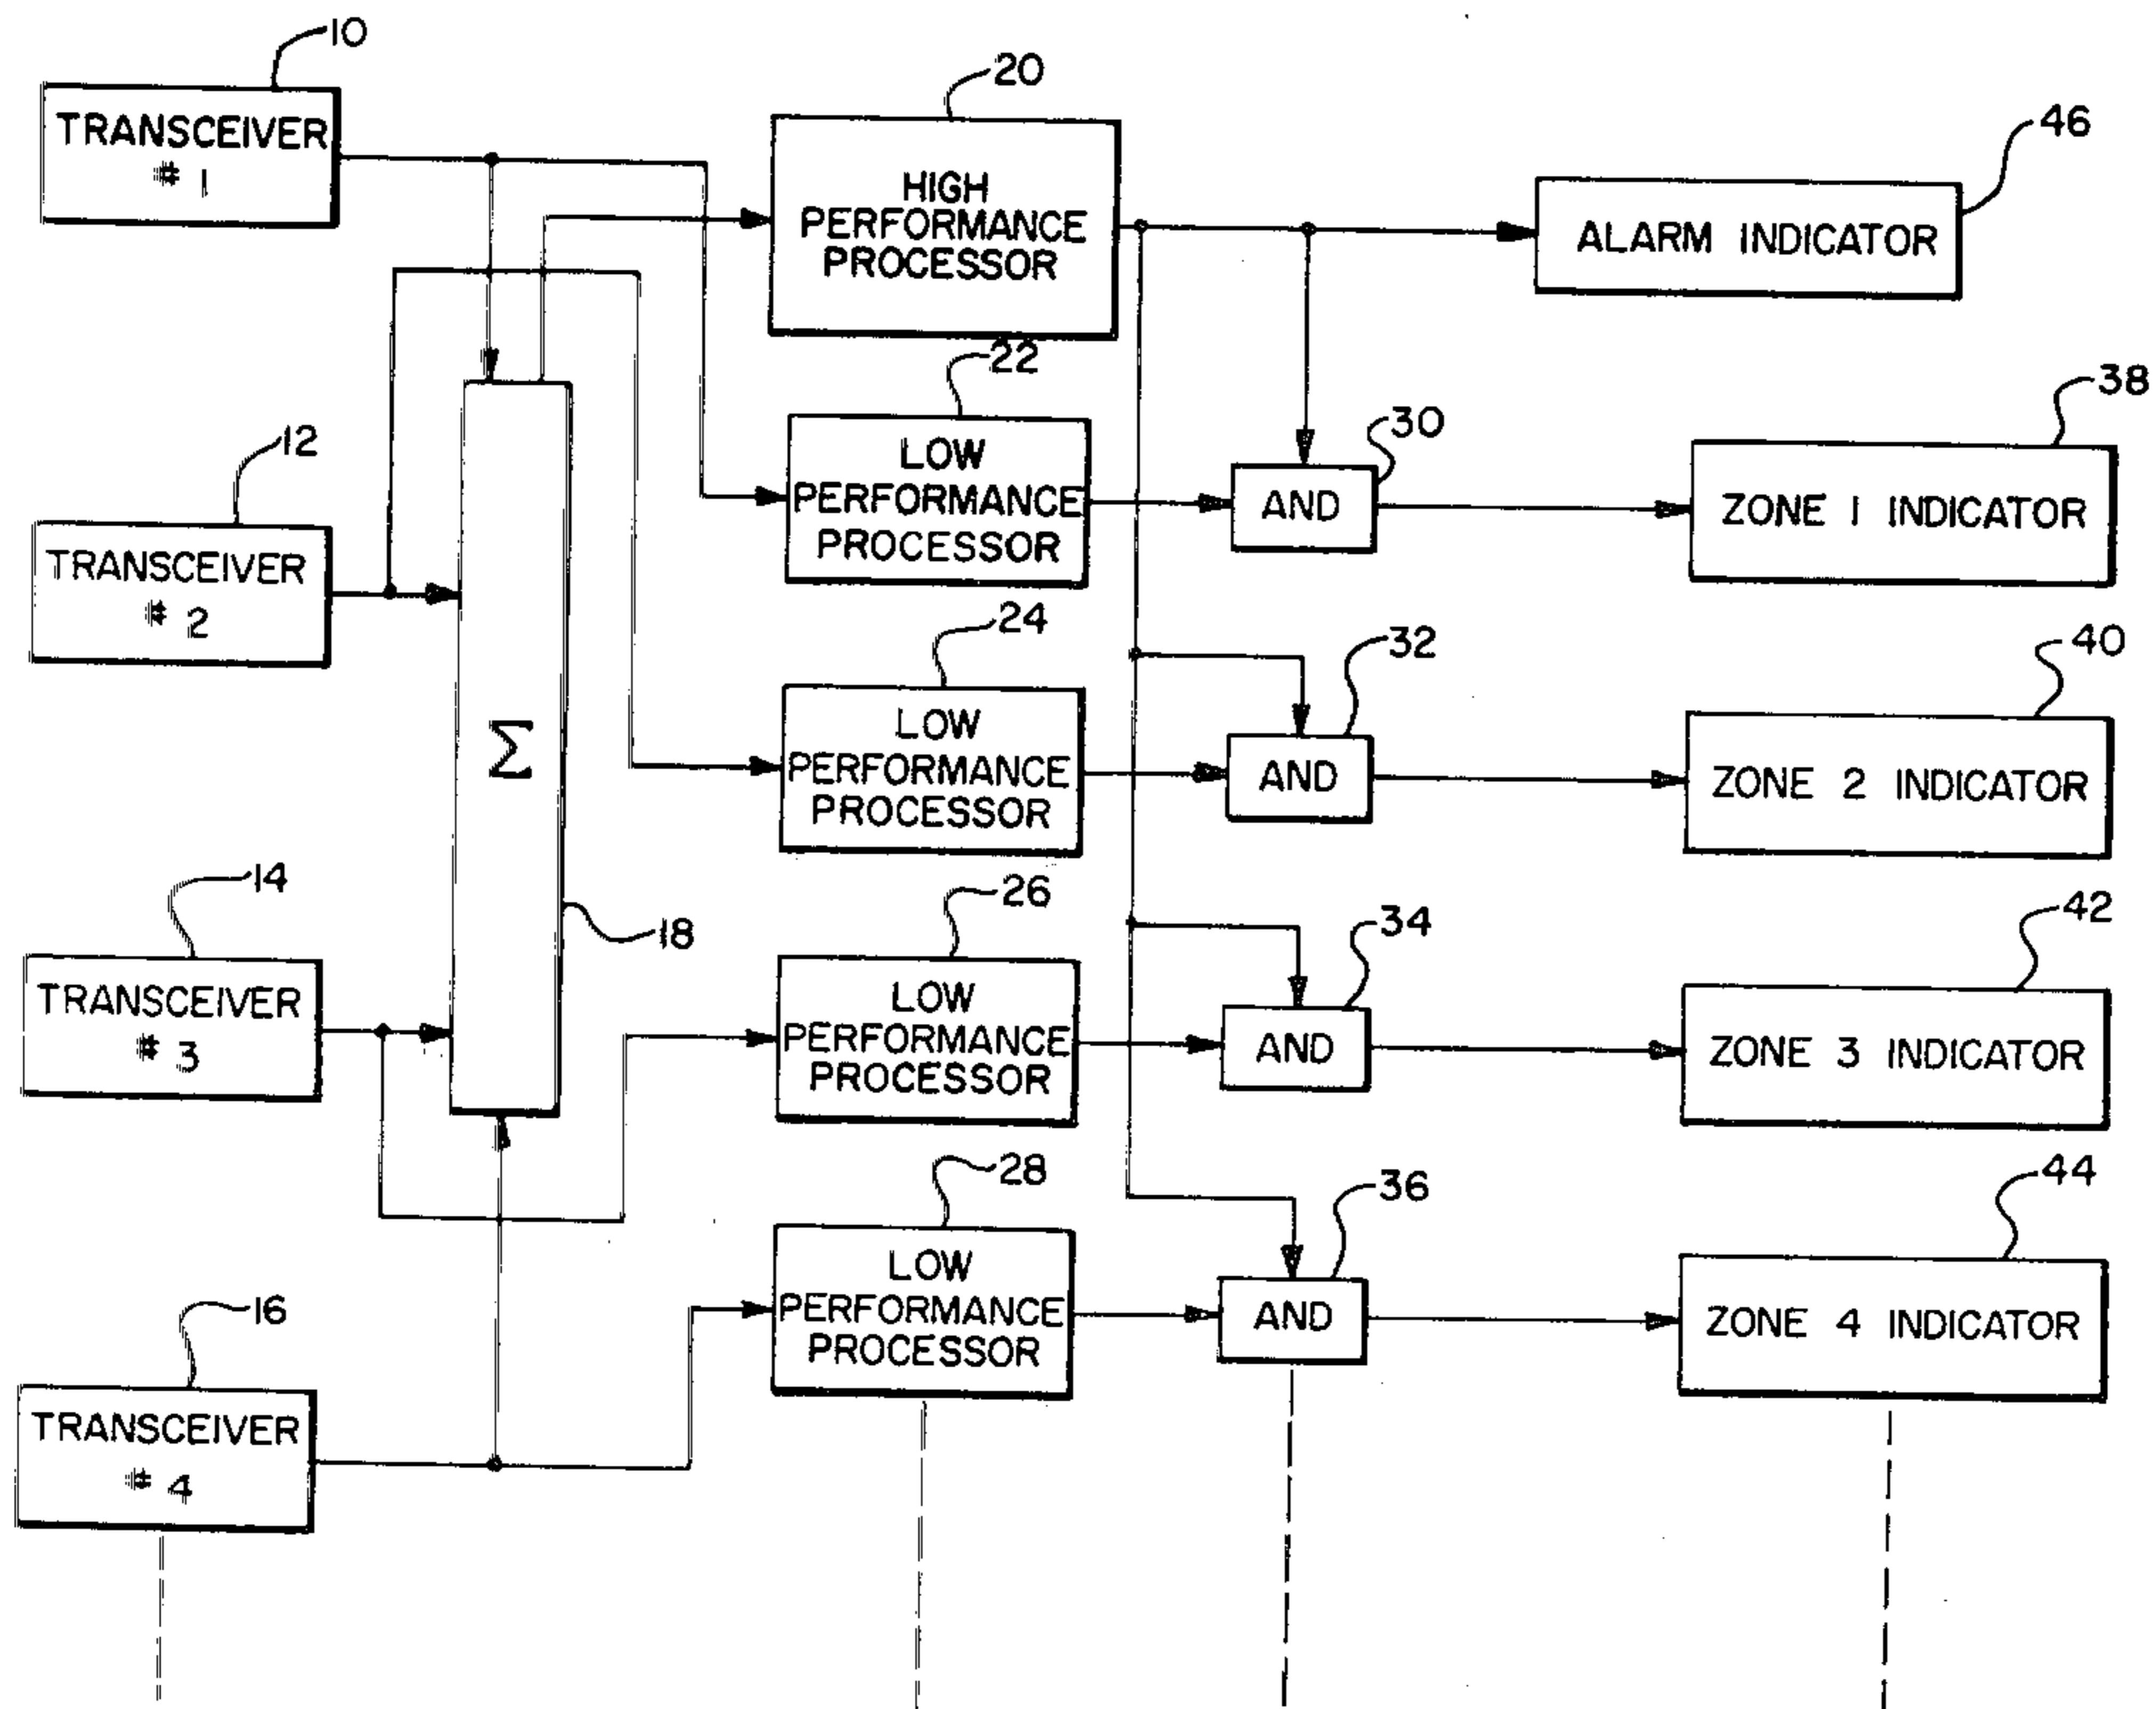 10
TRANSCEIVER
# 1
20
HIGH
PERFORMANCE
PROCESSOR
46
ALARM INDICATOR
22
LOW
PERFORMANCE
PROCESSOR
30
AND
38
ZONE 1 INDICATOR
12
TRANSCEIVER
# 2
Σ
18
24
LOW
PERFORMANCE
PROCESSOR
32
AND
40
ZONE 2 INDICATOR
14
TRANSCEIVER
# 3
26
LOW
PERFORMANCE
PROCESSOR
34
AND
42
ZONE 3 INDICATOR
16
TRANSCEIVER
# 4
28
LOW
PERFORMANCE
PROCESSOR
36
AND
44
ZONE 4 INDICATOR